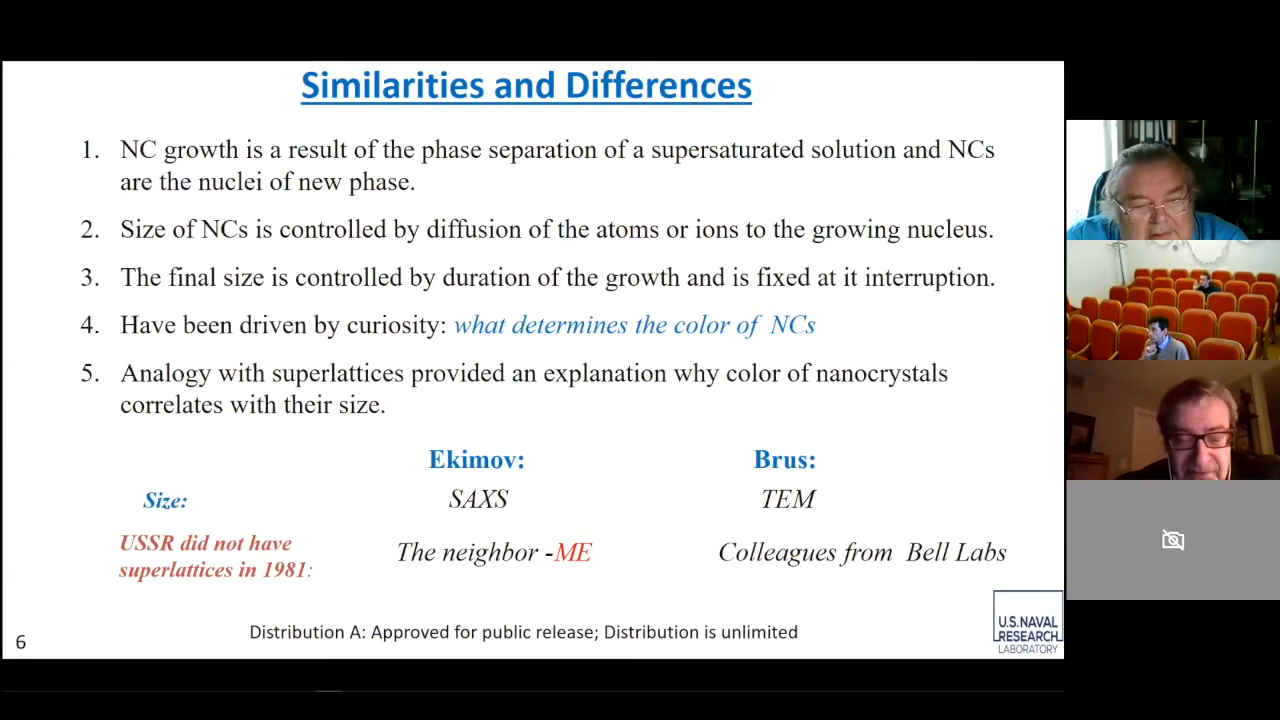 Similarities and Differences
1. NC growth is a result of the phase separation of a supersaturated solution and NCs
are the nuclei of new phase.
2. Size of NCs is controlled by diffusion of the atoms or ions to the growing nucleus.
3. The final size is controlled by duration of the growth and is fixed at it interruption.
4. Have been driven by curiosity: what determines the color of NCs
5. Analogy with superlattices provided an explanation why color of nanocrystals
correlates with their size.
Ekimov: Brus:
Size: SAXS TEM
USSR did not have
superlattices in 1981:
The neighbor -ME Colleagues from Bell Labs
Distribution A: Approved for public release; Distribution is unlimited
6
U.S. NAVAL
RESEARCH
LABORATORY